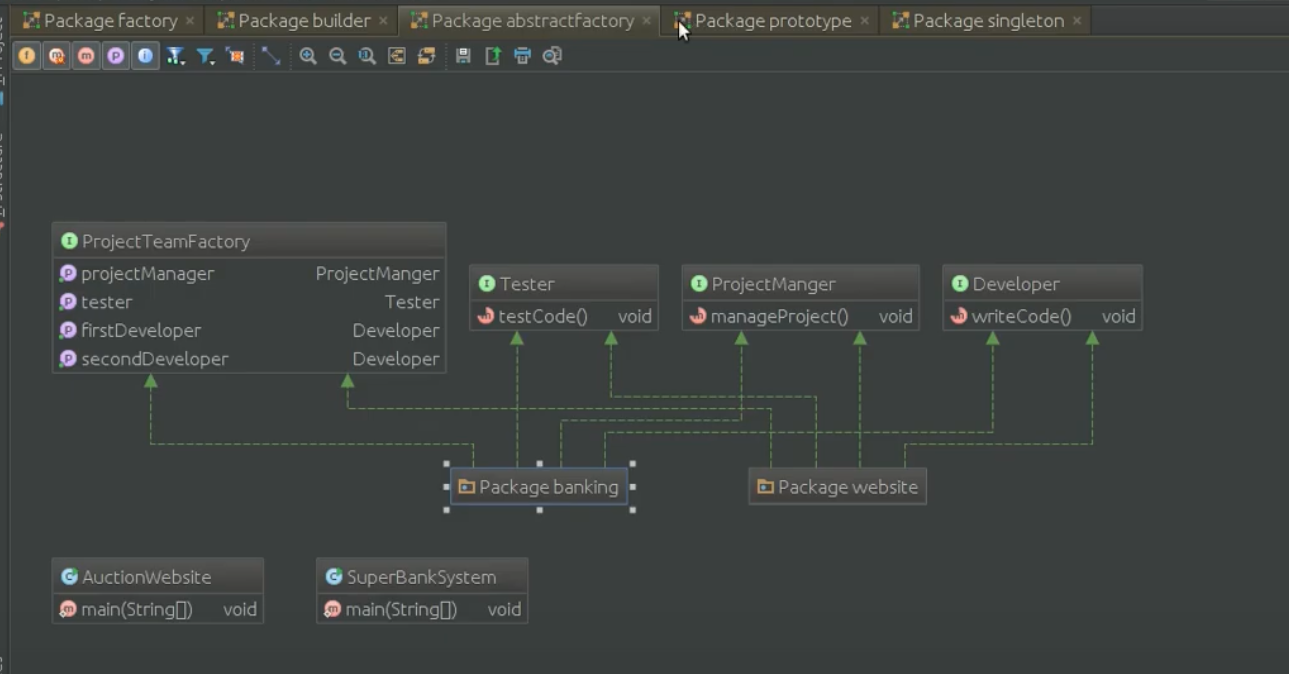 Package factory
Package builder
Package abstractfactory
Package prototype
Package singleton
ProjectTeamFactory
projectManager ProjectManger
tester Tester
firstDeveloper Developer
secondDeveloper Developer
Tester
testCode() void
ProjectManger
manageProject() void
Developer
writeCode() void
Package banking
Package website
AuctionWebsite
main(String[]) void
SuperBankSystem
main(String[]) void